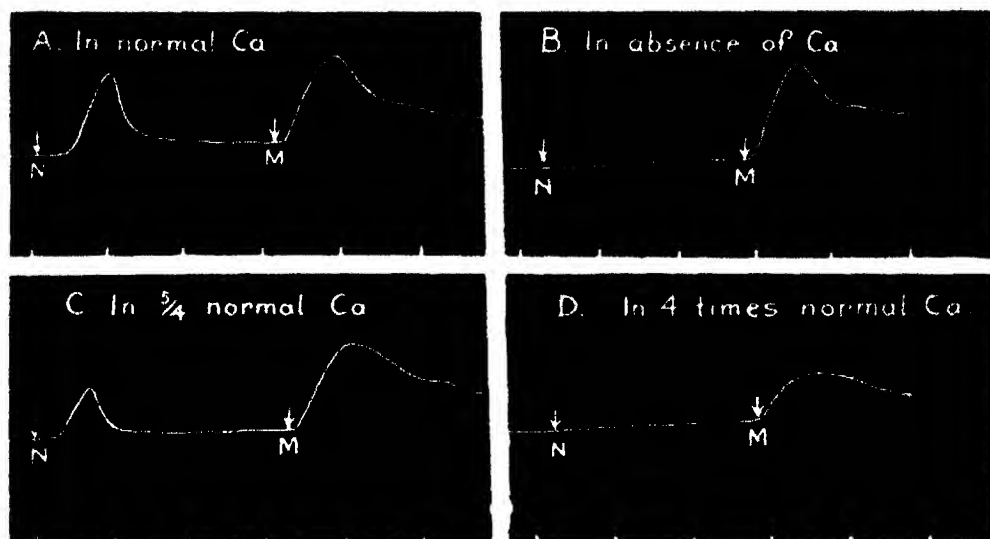 A. In normal Ca
N
M
B. In absence of Ca
N
M
C In 5/4 normal Ca
N
M
D. In 4 times normal Ca.
N
M